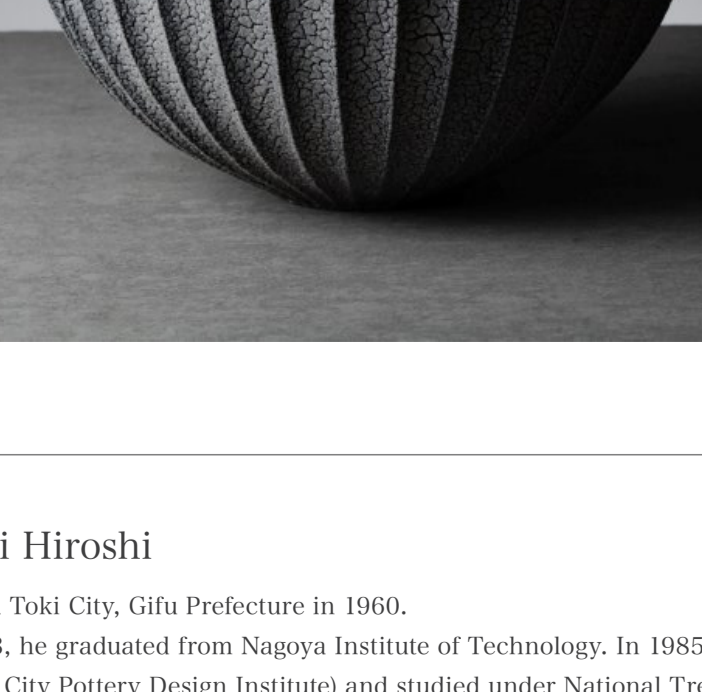 i Hiroshi
Toki City, Gifu Prefecture in 1960.
, he graduated from Nagoya Institute of Technology. In 1985
City Pottery Design Institute) and studied under National Tre